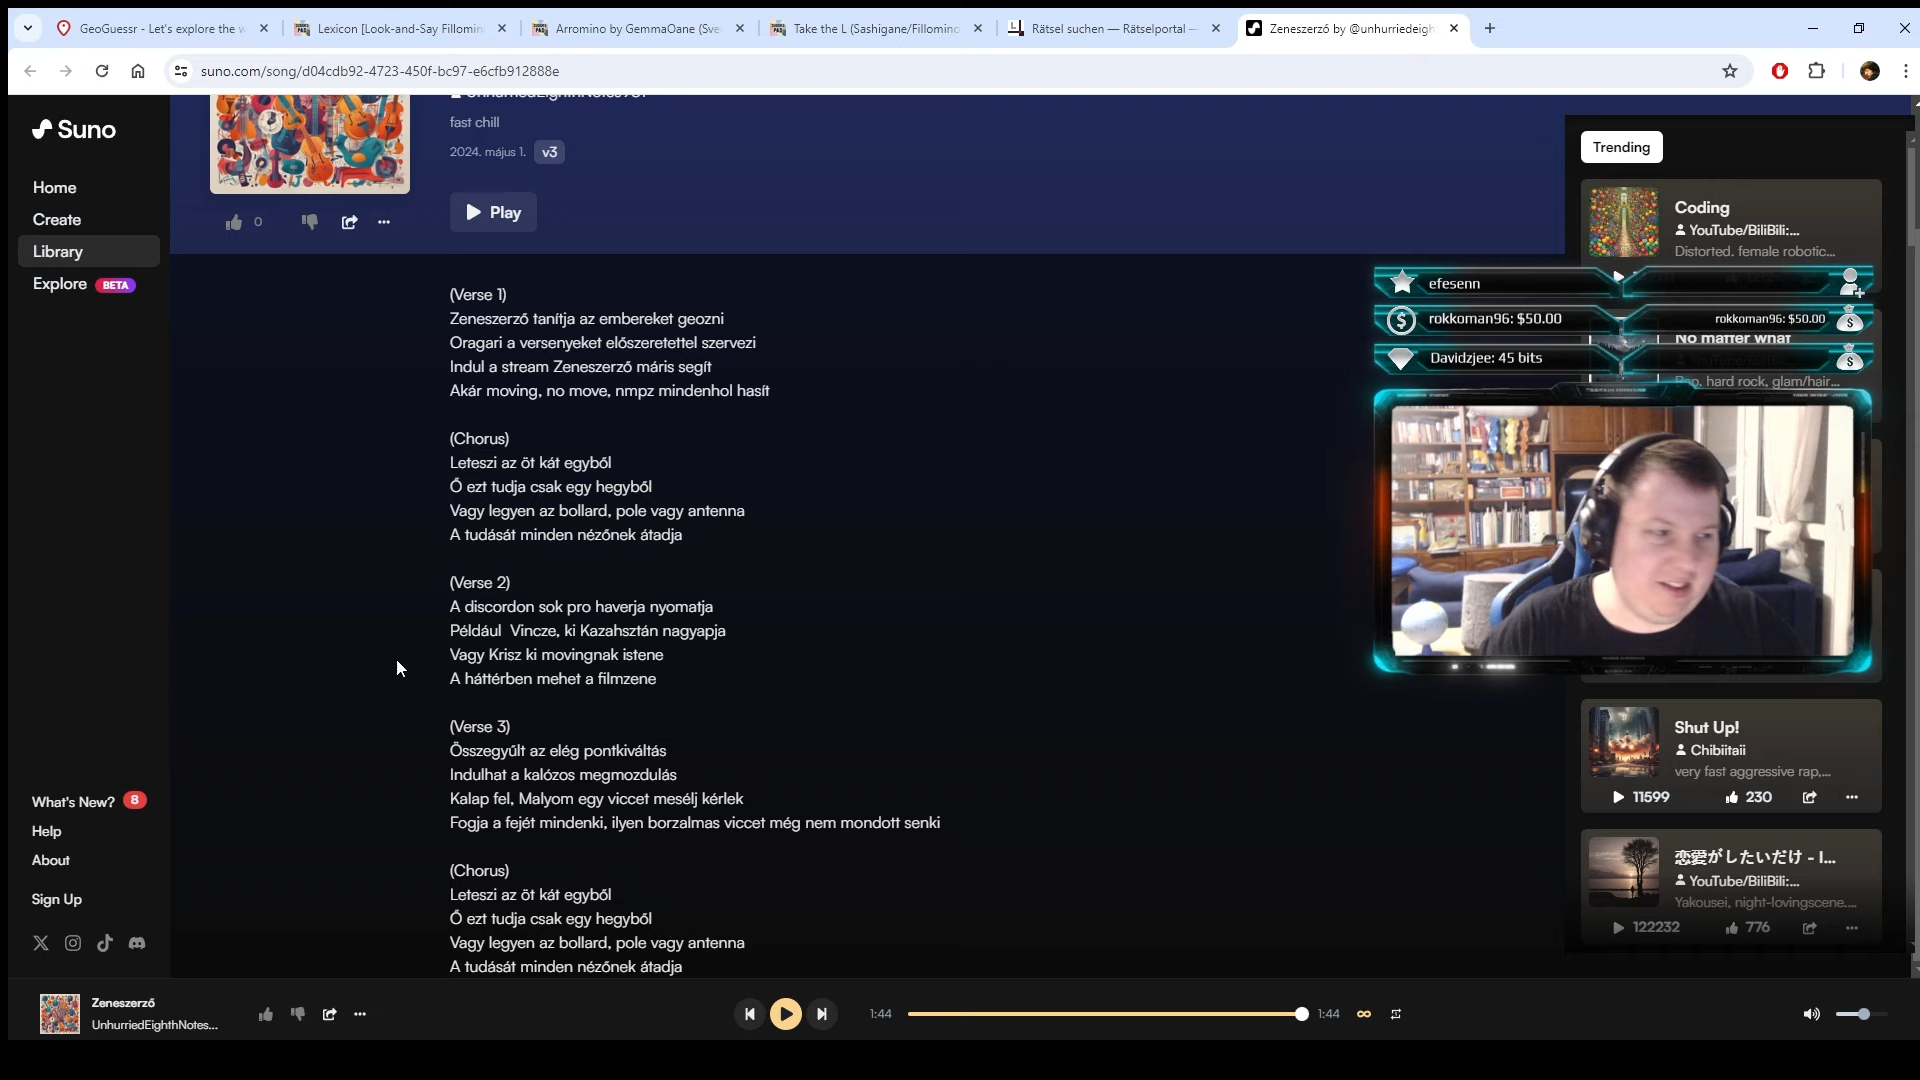 GeoGuessr - Let's explore the w
Lexicon [Look-and-Say Fillomin
Arromino by GemmaOane (Sve
Take the L (Sashigane/Fillomino
Rätsel suchen — Rätselportal —
Zeneszerző by @unhurriedeigh
suno.com/song/d04cdb92-4723-450f-bc97-e6cfb912888e
Suno
Home
Create
Library
Explore BETA
What's New? 8
Help
About
Sign Up
fast chill
2024. május 1. v3
0
Play
(Verse 1)
Zeneszerző tanítja az embereket geozni
Oragari a versenyeket előszeretettel szervezi
Indul a stream Zeneszerző máris segít
Akár moving, no move, nmpz mindenhol hasít
(Chorus)
Leteszi az öt kát egyből
Ő ezt tudja csak egy hegyből
Vagy legyen az bollard, pole vagy antenna
A tudását minden nézőnek átadja
(Verse 2)
A discordon sok pro haverja nyomatja
Például Vincze, ki Kazahsztán nagyapja
Vagy Krisz ki movingnak istene
A háttérben mehet a filmzene
(Verse 3)
Összegyűlt az elég pontkiváltás
Indulhat a kalózos megmozdulás
Kalap fel, Malyom egy viccet mesélj kérlek
Fogja a fejét mindenki, ilyen borzalmas viccet még nem mondott senki
(Chorus)
Leteszi az öt kát egyből
Ő ezt tudja csak egy hegyből
Vagy legyen az bollard, pole vagy antenna
A tudását minden nézőnek átadja
Trending
Coding
YouTube/BiliBili:...
Distorted, female robotic...
efesenn
rokkoman96: $50.00
rokkoman96: $50.00
No matter what
Davidzjee: 45 bits
Pop, hard rock, glam/hair...
Shut Up!
Chibiitaii
very fast aggressive rap,...
11599 230
恋愛がしたいだけ - I...
YouTube/BiliBili:...
Yakousei, night-lovingscene....
122232 776
Zeneszerző
UnhurriedEighthNotes...
1:44
1:44